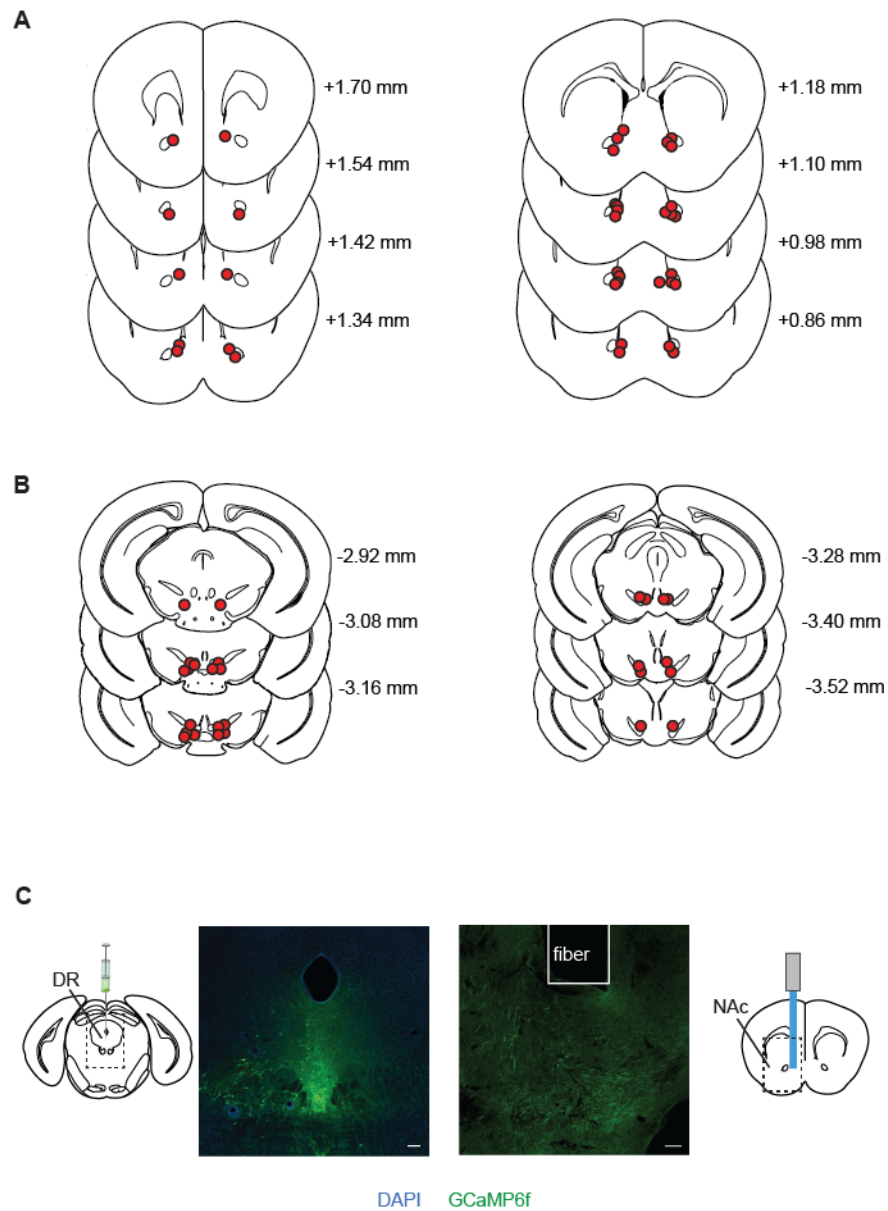 A
+1.70 mm
+1.54 mm
+1.42 mm
+1.34 mm
+1.18 mm
+1.10 mm
+0.98 mm
+0.86 mm
B
-2.92 mm
-3.08 mm
-3.16 mm
-3.28 mm
-3.40 mm
-3.52 mm
C
DR
fiber
NAc
DAPI GCaMP6f